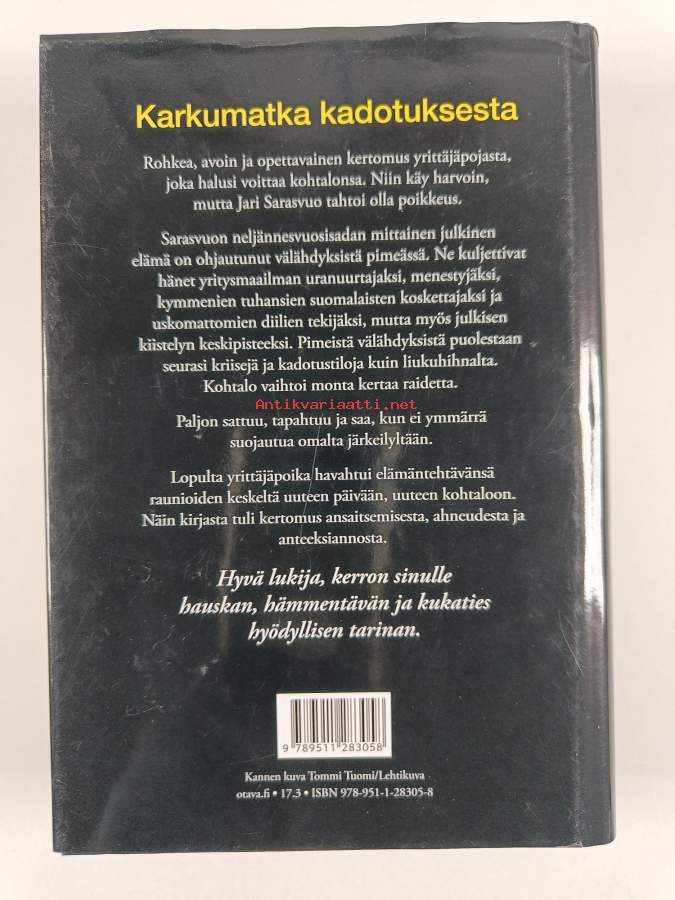 Karkumatka kadotuksesta
Rohkea, avoin ja opettavainen kertomus yrittäjäpojasta,
joka halusi voittaa kohtalonsa. Niin käy harvoin,
mutta Jari Sarasvuo tahtoi olla poikkeus.
Sarasvuon neljännesvuosisadan mittainen julkinen
elämä on ohjautunut välähdyksistä pimeässä. Ne kuljettivat
hänet yritysmaailman uranuurtajaksi, menestyjäksi,
kymmenien tuhansien suomalaisten koskettajaksi ja
uskomattomien diilien tekijäksi, mutta myös julkisen
kiistelyn keskipisteeksi. Pimeistä välähdyksistä puolestaan
seurasi kriisejä ja kadotustiloja kuin liukuhihnalta.
Kohtalo vaihtoi monta kertaa raidetta.
Antikvariaatti.net
Paljon sattuu, tapahtuu ja saa, kun ei ymmärrä
suojautua omalta järkeilyltään.
Lopulta yrittäjäpoika havahtui elämäntehtävänsä
raunioiden keskeltä uuteen päivään, uuteen kohtaloon.
Näin kirjasta tuli kertomus ansaitsemisesta, ahneudesta ja
anteeksiannosta.
Hyvä lukija, kerron sinulle
hauskan, hämmentävän ja kukaties
hyödyllisen tarinan.
9 789511 283058
Kannen kuva Tommi Tuomi/Lehtikuva
otava.fi • 17.3 • ISBN 978-951-1-28305-8